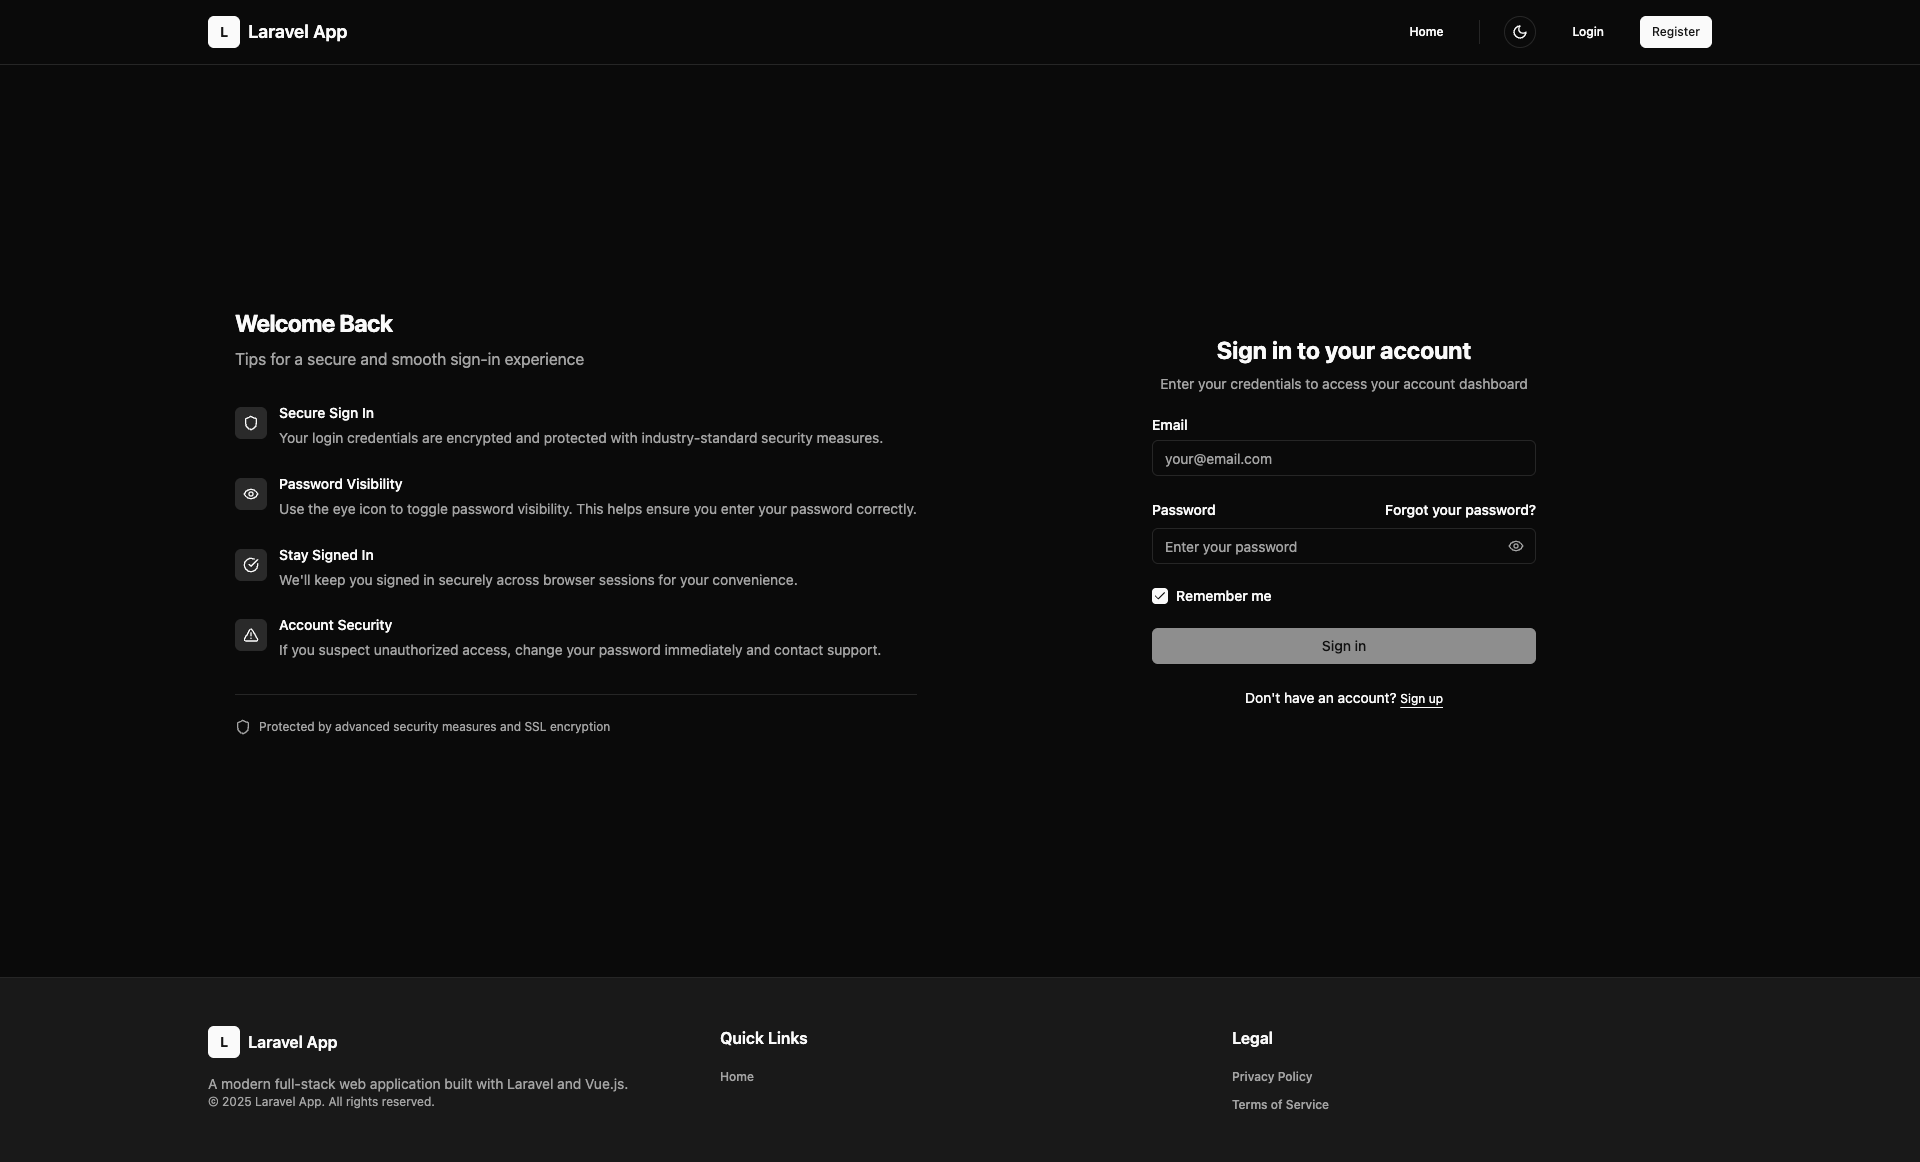 L Laravel App
Home
Login
Register
Welcome Back
Tips for a secure and smooth sign-in experience
Secure Sign In
Your login credentials are encrypted and protected with industry-standard security measures.
Password Visibility
Use the eye icon to toggle password visibility. This helps ensure you enter your password correctly.
Stay Signed In
We'll keep you signed in securely across browser sessions for your convenience.
Account Security
If you suspect unauthorized access, change your password immediately and contact support.
Protected by advanced security measures and SSL encryption
Sign in to your account
Enter your credentials to access your account dashboard
Email
your@email.com
Password
Forgot your password?
Enter your password
Remember me
Sign in
Don't have an account? Sign up
L Laravel App
A modern full-stack web application built with Laravel and Vue.js.
© 2025 Laravel App. All rights reserved.
Quick Links
Home
Legal
Privacy Policy
Terms of Service